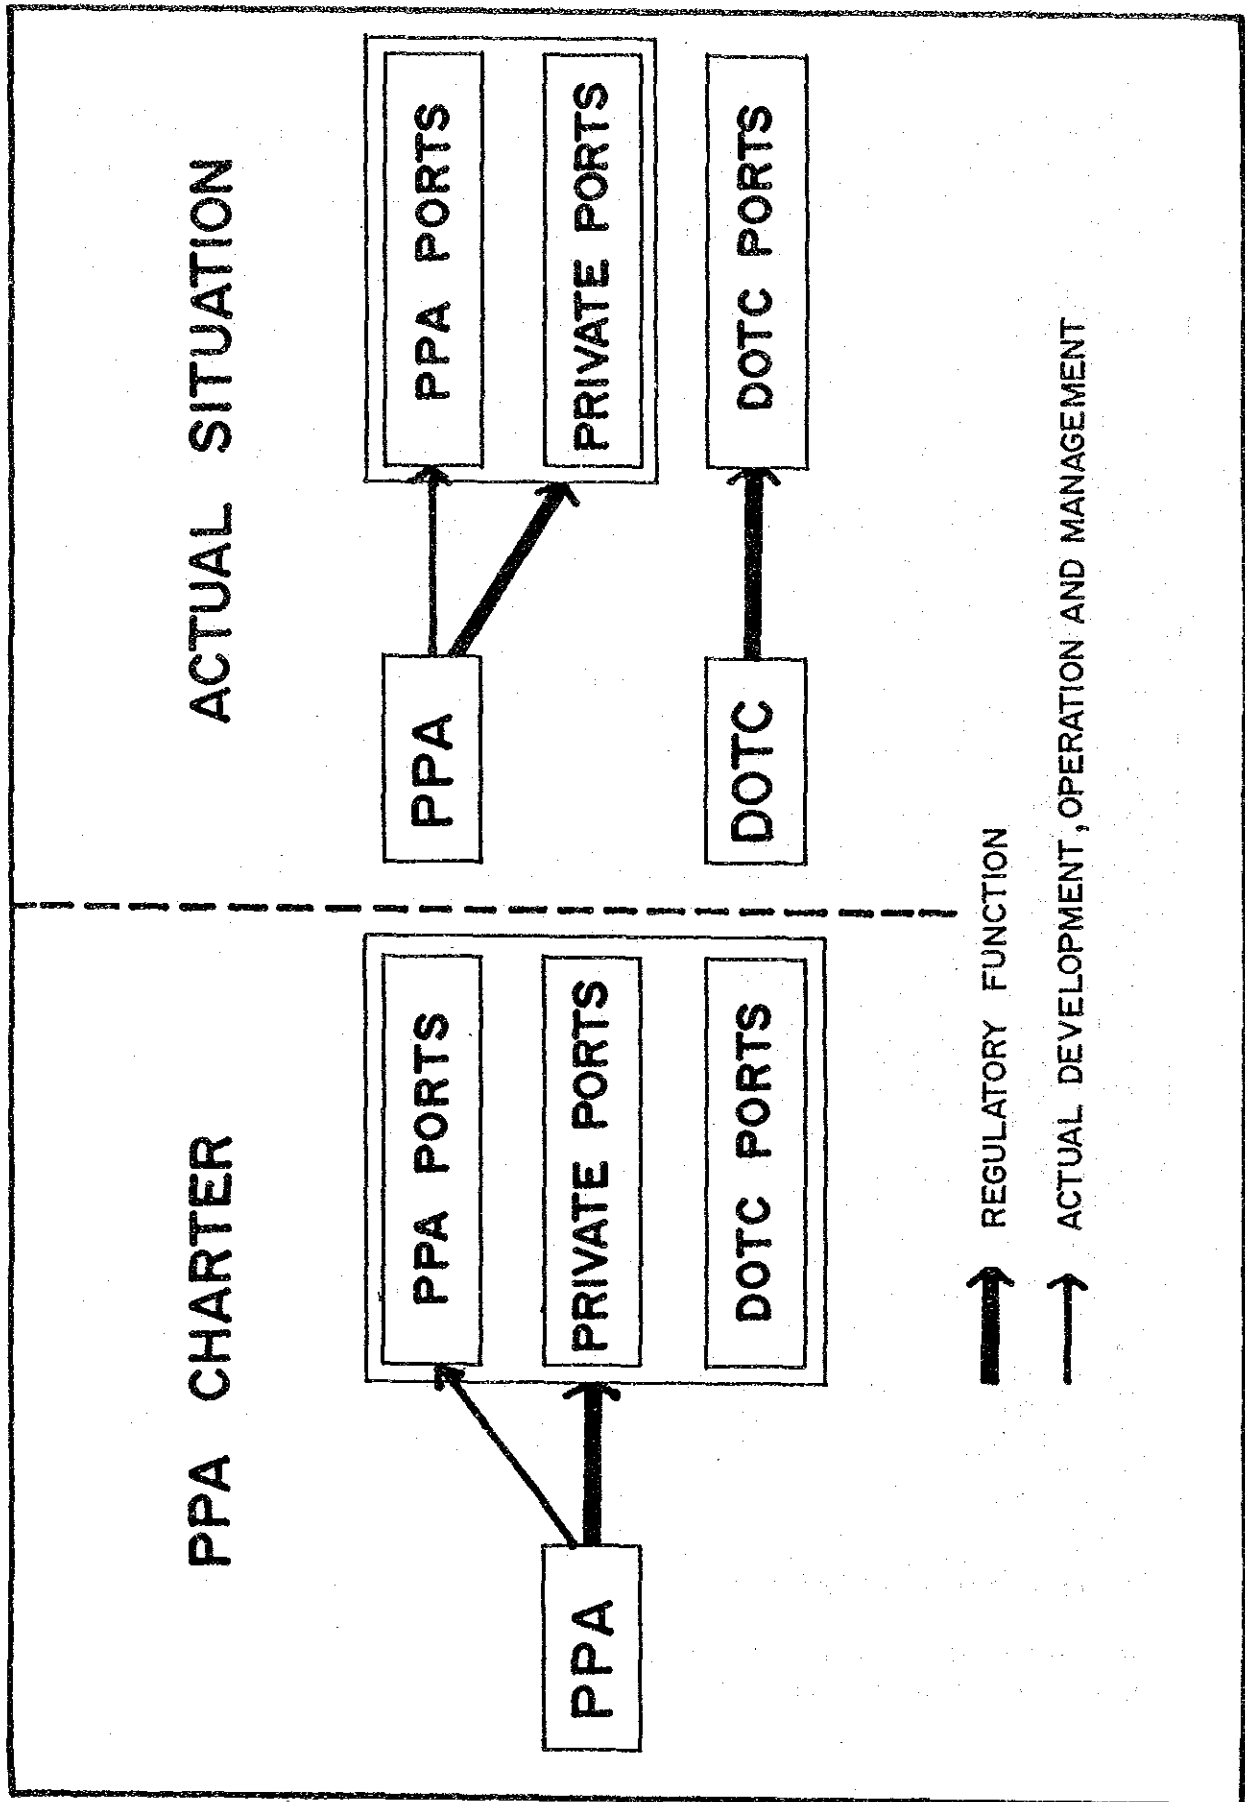 PPA CHARTER
PPA
PPA PORTS
PRIVATE PORTS
DOTC PORTS
ACTUAL SITUATION
PPA
DOTC
PPA PORTS
PRIVATE PORTS
DOTC PORTS
REGULATORY FUNCTION
ACTUAL DEVELOPMENT, OPERATION AND MANAGEMENT